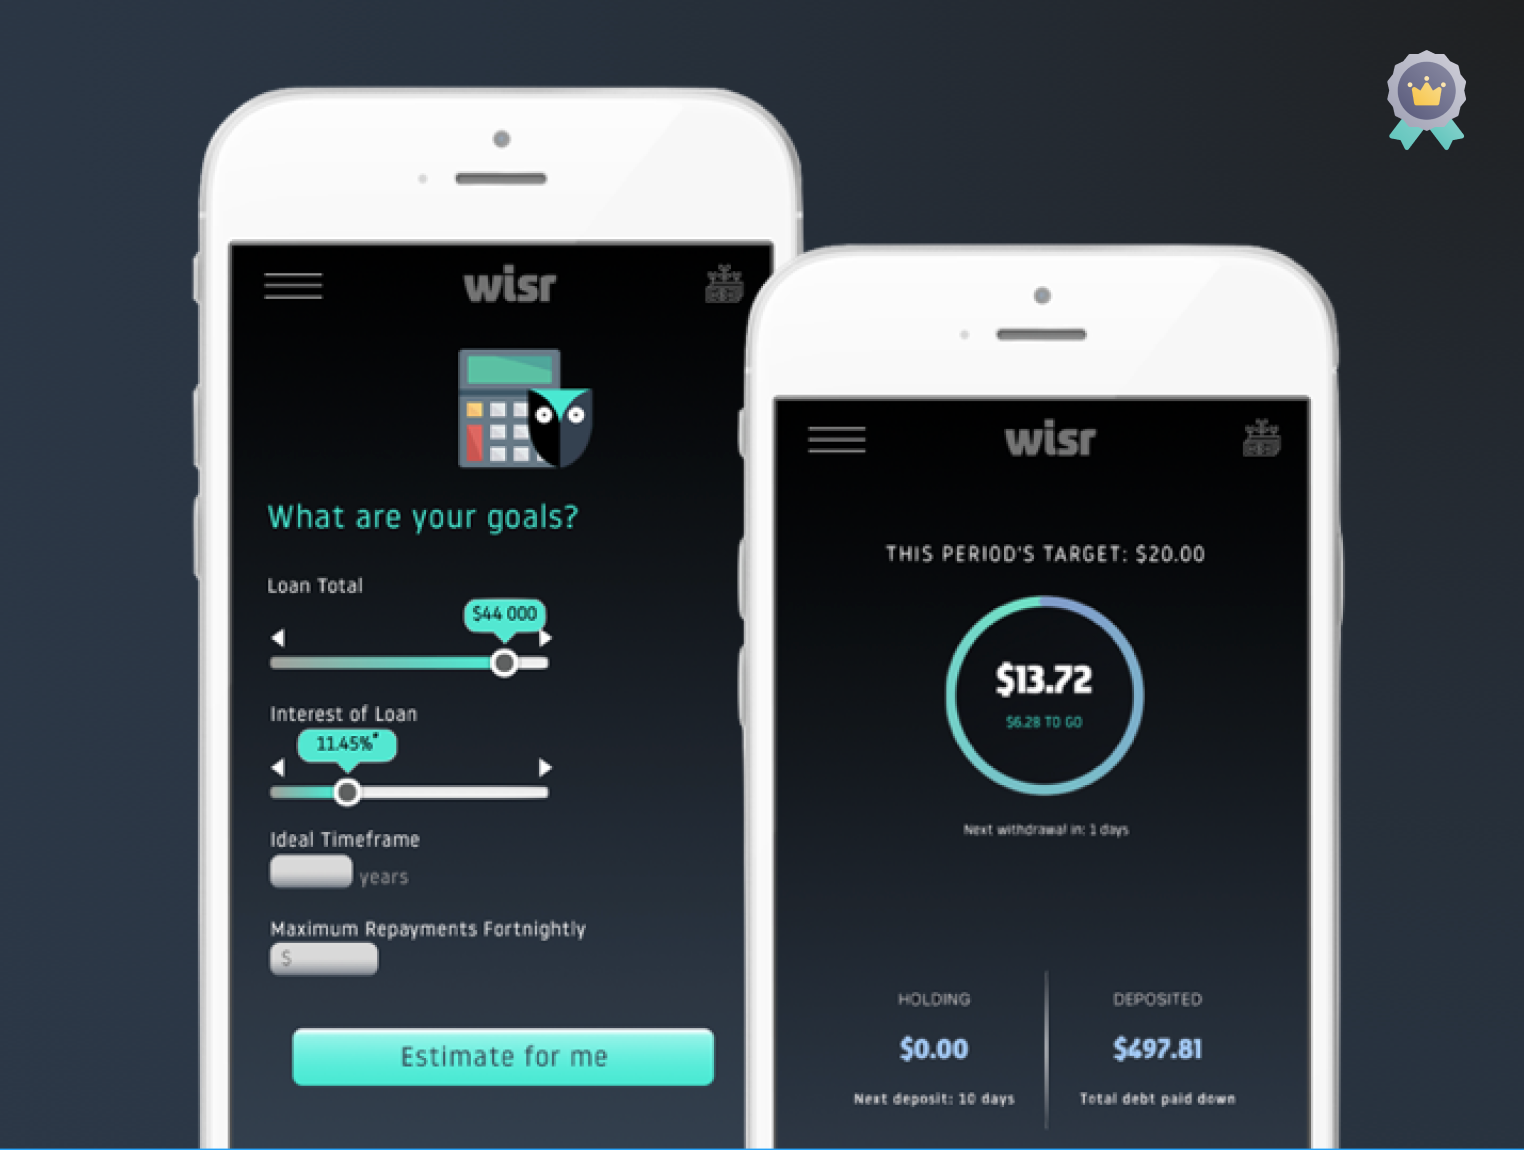 wisr
What are your goals?
Loan Total
$44 000
Interest of Loan
11.45%*
Ideal Timeframe
years
Maximum Repayments Fortnightly
$
Estimate for me
wisr
THIS PERIOD'S TARGET: $20.00
$13.72
$6.28 TO GO
Next withdrawal in: 1 days
HOLDING
$0.00
Next deposit: 10 days
DEPOSITED
$497.81
Total debt paid down